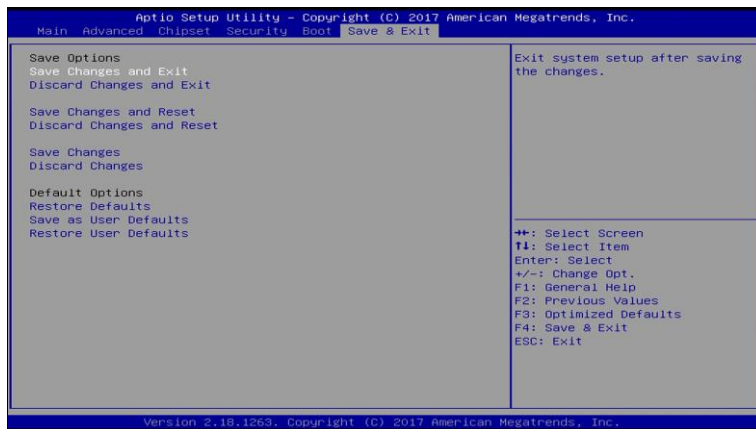 Aptio Setup Utility – Copyright (C) 2017 American Megatrends, Inc.
Main Advanced Chipset Security Boot Save & Exit
Save Options
Save Changes and Exit
Discard Changes and Exit
Save Changes and Reset
Discard Changes and Reset
Save Changes
Discard Changes
Default Options
Restore Defaults
Save as User Defaults
Restore User Defaults
Exit system setup after saving
the changes.
→←: Select Screen
↑↓: Select Item
Enter: Select
+/-: Change Opt.
F1: General Help
F2: Previous Values
F3: Optimized Defaults
F4: Save & Exit
ESC: Exit
Version 2.18.1263. Copyright (C) 2017 American Megatrends, Inc.